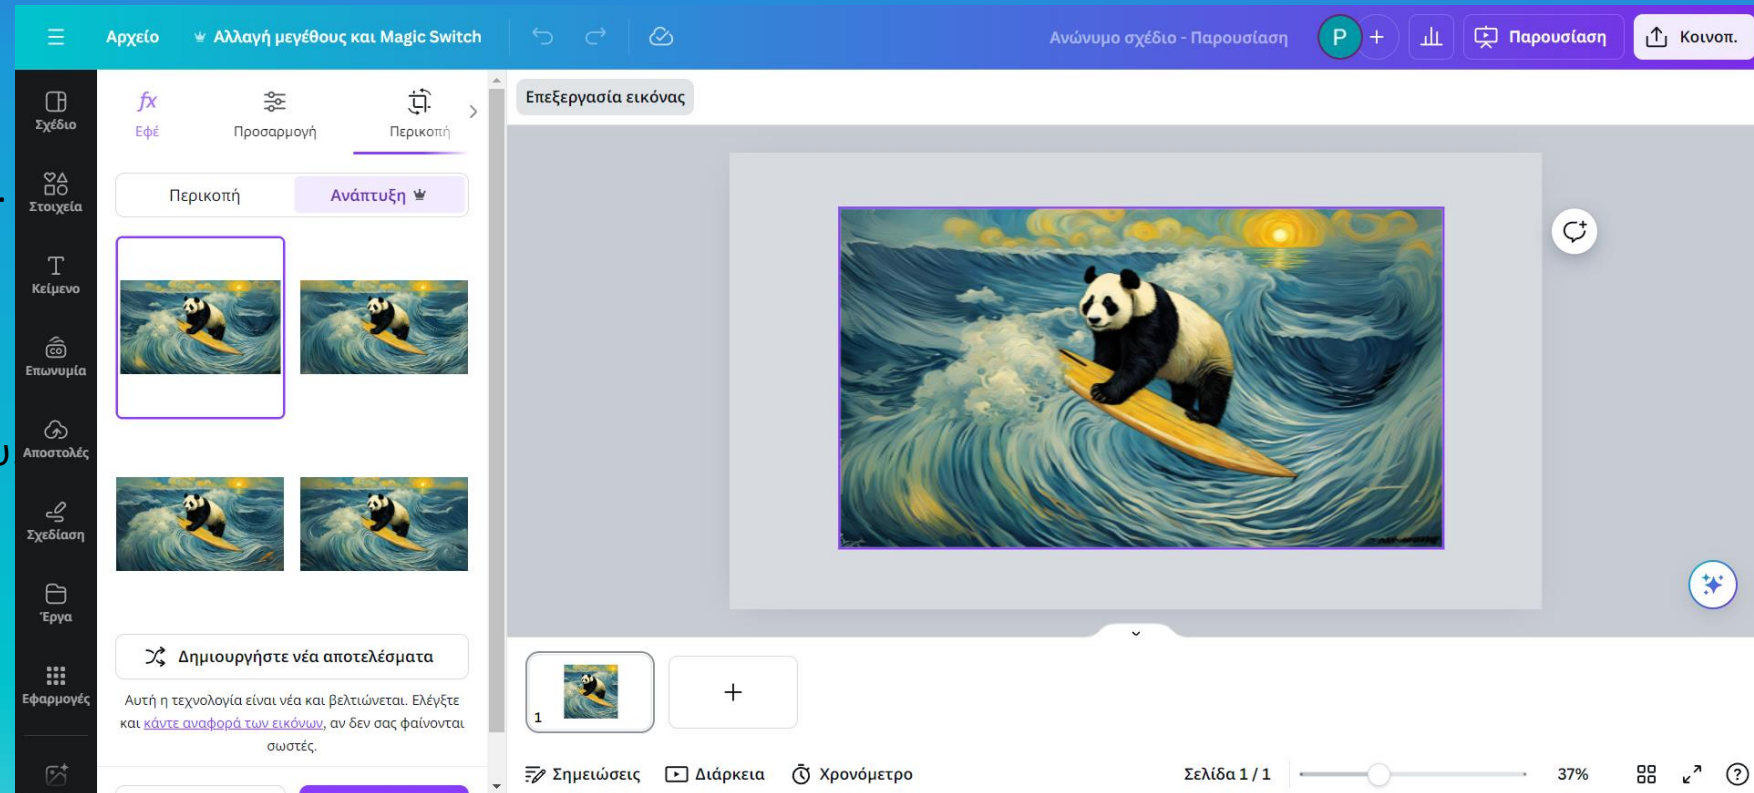 Αρχείο
Αλλαγή μεγέθους και Magic Switch
Ανώνυμο σχέδιο - Παρουσίαση
P
+
Παρουσίαση
Κοινοπ.
Σχέδιο
Στοιχεία
Κείμενο
Επωνυμία
Αποστολές
Σχεδίαση
Έργα
Εφαρμογές
fx
Εφέ
Προσαρμογή
Περικοπή
Περικοπή
Ανάπτυξη
Δημιουργήστε νέα αποτελέσματα
Αυτή η τεχνολογία είναι νέα και βελτιώνεται. Ελέγξτε
και κάντε αναφορά των εικόνων, αν δεν σας φαίνονται
σωστές.
Επεξεργασία εικόνας
1
+
Σημειώσεις
Διάρκεια
Χρονόμετρο
Σελίδα 1 / 1
37%